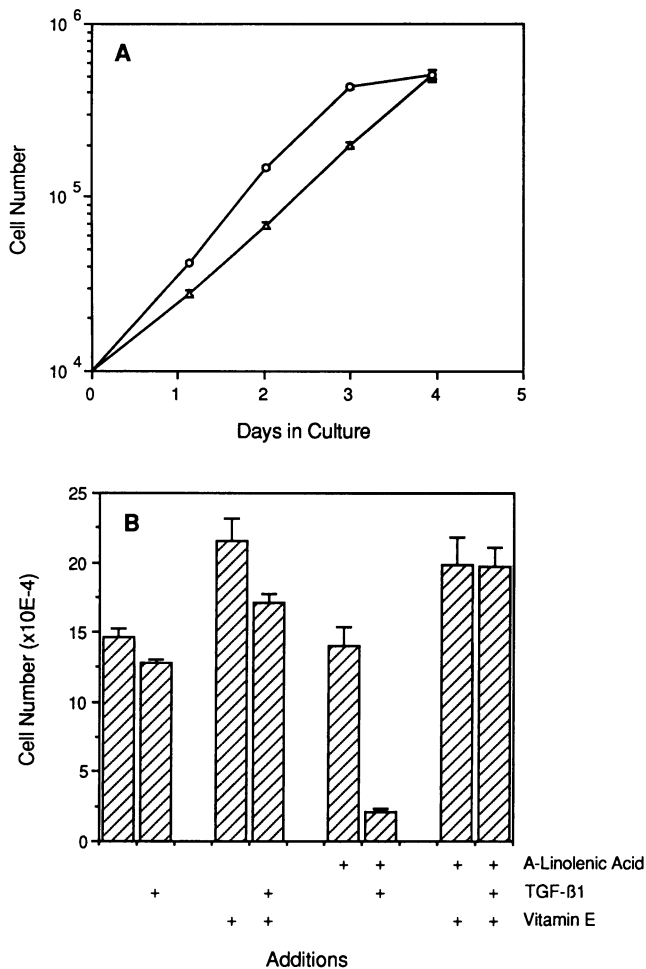 10 6
A
Cell Number
10 5
10 4
0 1 2 3 4 5
Days in Culture
25
B
20
Cell Number (x10E-4)
15
10
5
0
+ + + + A-Linolenic Acid
+ + + + TGF-ß1
+ + + + Vitamin E
Additions